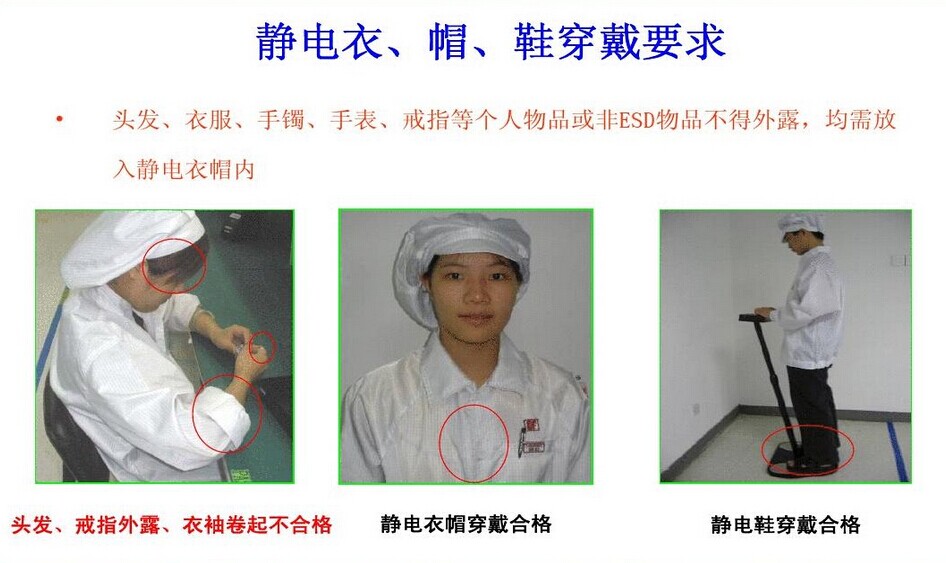 静电衣、帽、鞋穿戴要求
• 头发、衣服、手镯、手表、戒指等个人物品或非ESD物品不得外露，均需放
入静电衣帽内
头发、戒指外露、衣袖卷起不合格
静电衣帽穿戴合格
静电鞋穿戴合格